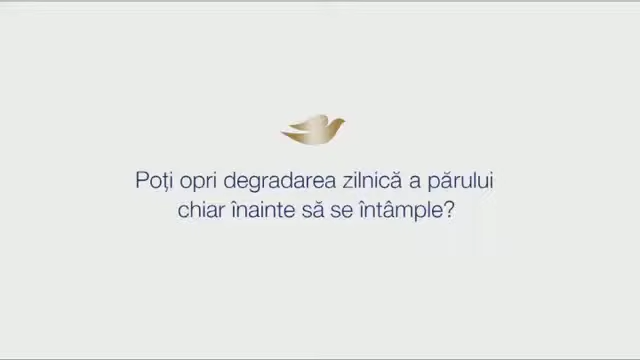 Poți opri degradarea zilnică a părului
chiar înainte să se întâmple?